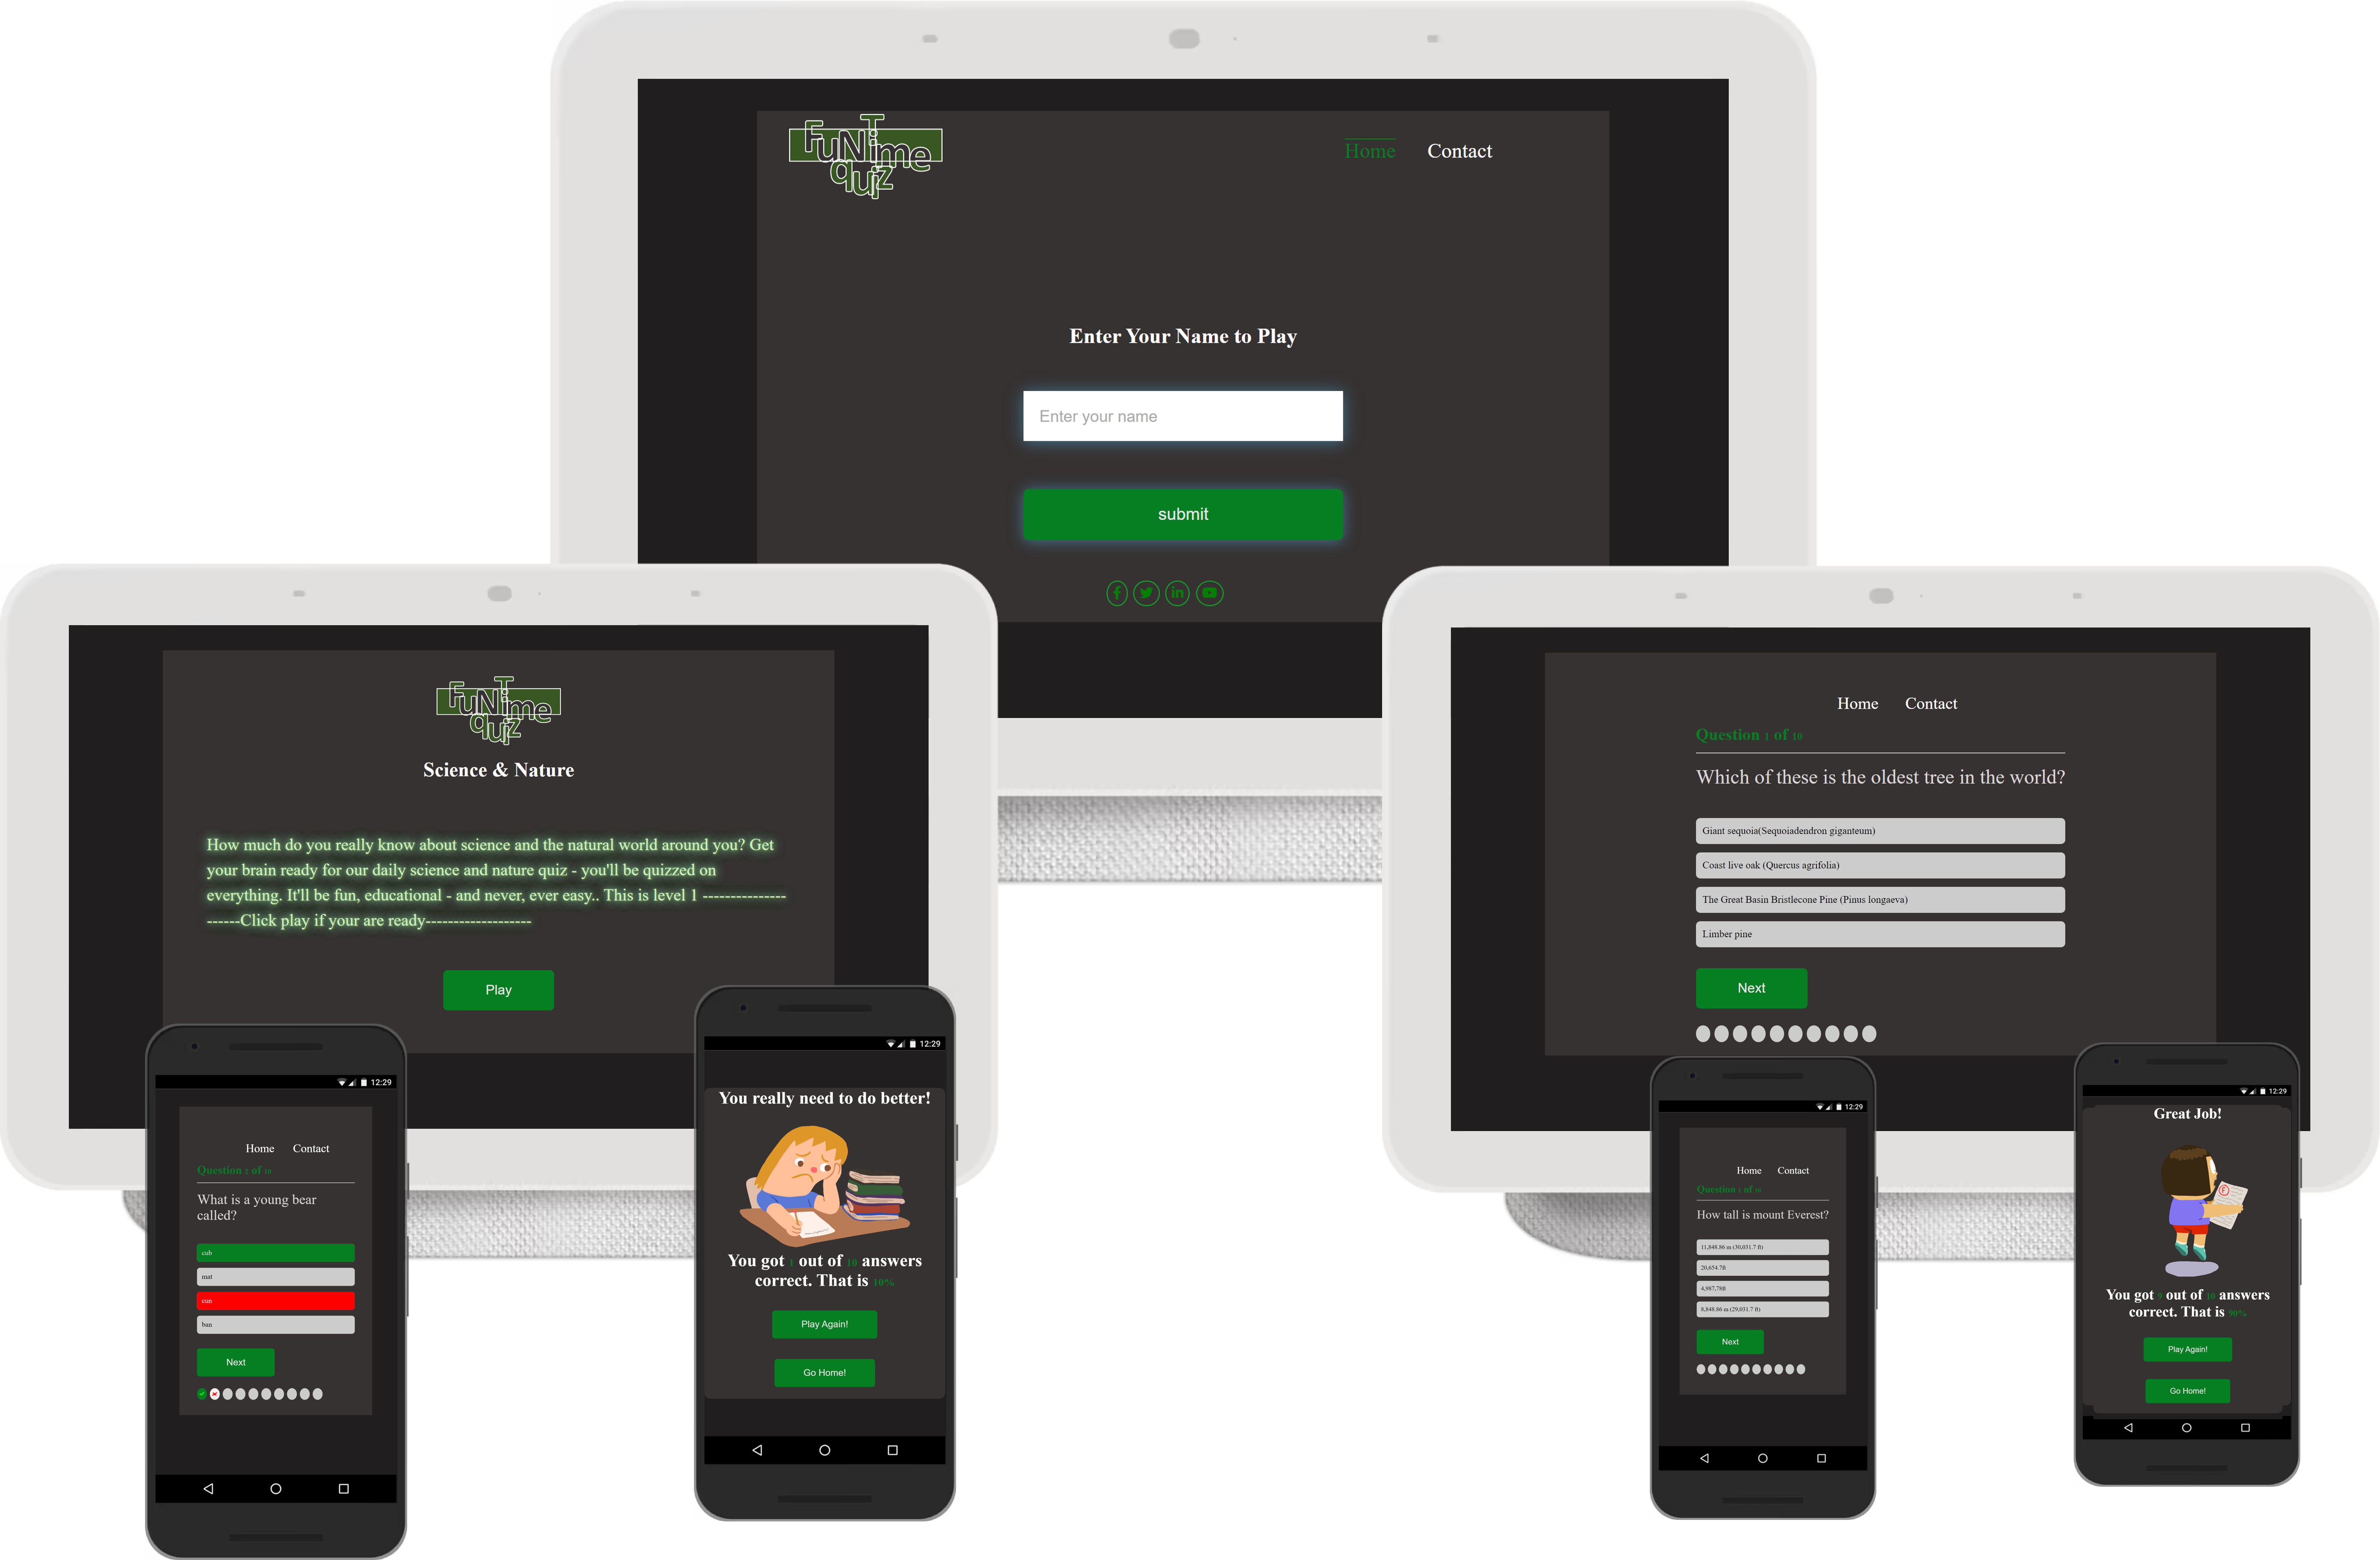 FuNTime
quiz
Home Contact
Enter Your Name to Play
Enter your name
submit
FuNTime
quiz
Science & Nature
How much do you really know about science and the natural world around you? Get
your brain ready for our daily science and nature quiz - you'll be quizzed on
everything. It'll be fun, educational - and never, ever easy.. This is level 1 ---------------
------Click play if your are ready-------------------
Play
Home Contact
Question 1 of 10
Which of these is the oldest tree in the world?
Giant sequoia(Sequoiadendron giganteum)
Coast live oak (Quercus agrifolia)
The Great Basin Bristlecone Pine (Pinus longaeva)
Limber pine
Next
12:29
Home Contact
Question 2 of 10
What is a young bear
called?
cub
mat
cun
ban
Next
12:29
You really need to do better!
You got 1 out of 10 answers
correct. That is 10%
Play Again!
Go Home!
12:29
Home Contact
Question 1 of 10
How tall is mount Everest?
11,848.86 m (30,031.7 ft)
20,654.7ft
4,987,78ft
8,848.86 m (29,031.7 ft)
Next
12:29
Great Job!
F
You got 9 out of 10 answers
correct. That is 90%
Play Again!
Go Home!